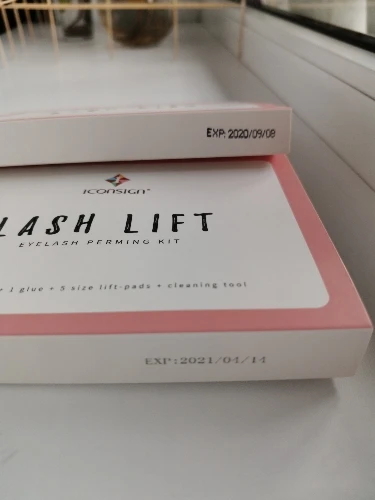 EXP: 2020/09/08
ICONSIGN
LASH LIFT
EYELASH PERMING KIT
+ 1 glue + 5 size lift-pads + cleaning tool
EXP:2021/04/14